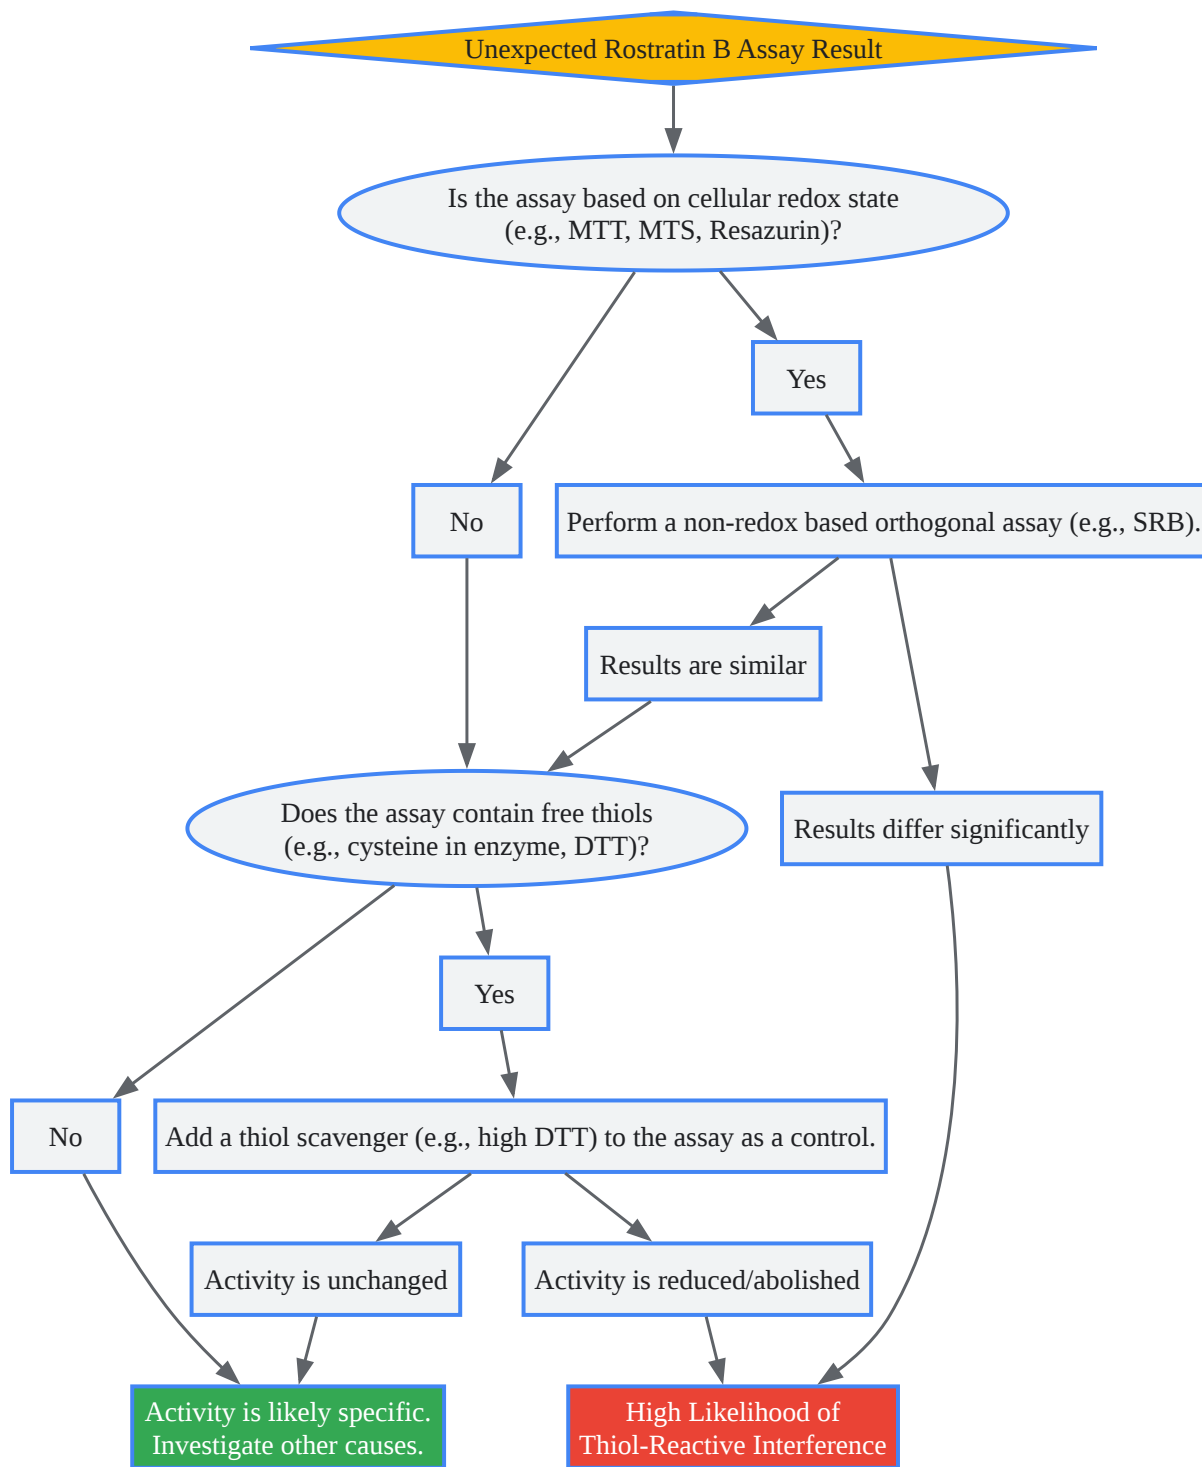 Unexpected Rostratin B Assay Result
Is the assay based on cellular redox state
(e.g., MTT, MTS, Resazurin)?
Yes
No
Perform a non-redox based orthogonal assay (e.g., SRB).
Results are similar
Does the assay contain free thiols
(e.g., cysteine in enzyme, DTT)?
Results differ significantly
Yes
No
Add a thiol scavenger (e.g., high DTT) to the assay as a control.
Activity is unchanged
Activity is reduced/abolished
Activity is likely specific.
Investigate other causes.
High Likelihood of
Thiol-Reactive Interference